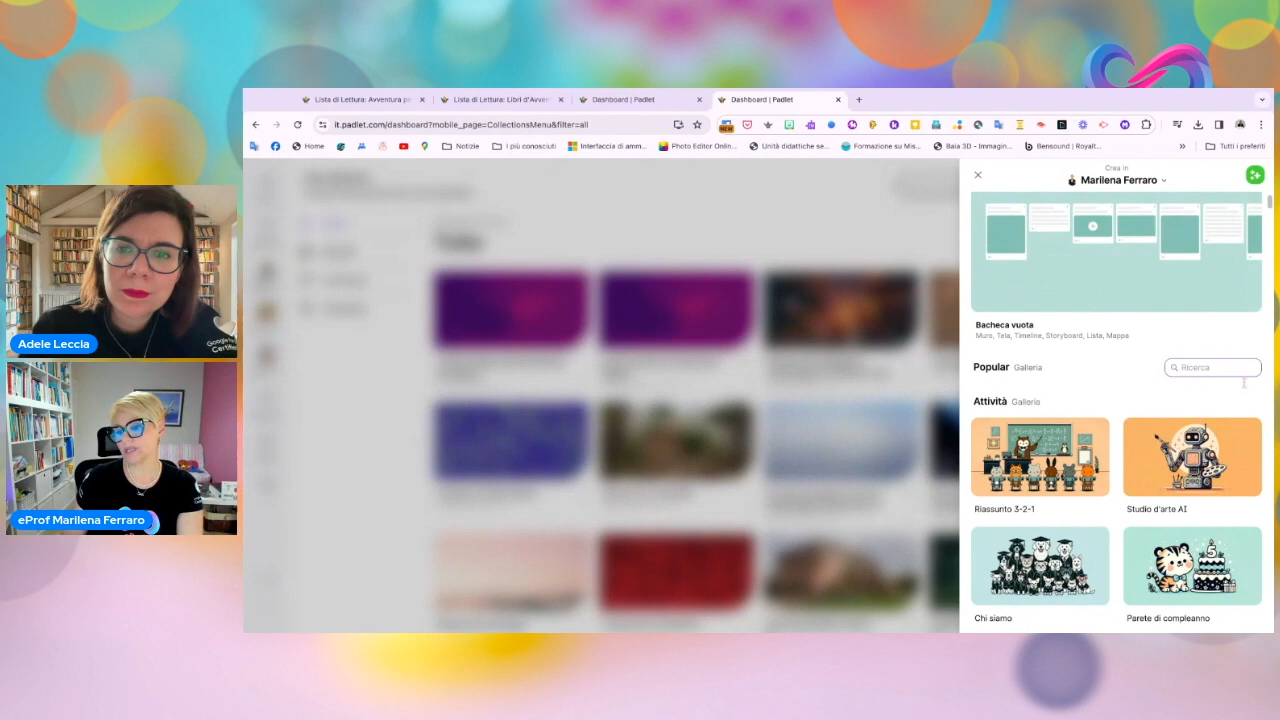 Lista di Lettura: Avventura pe
Lista di Lettura: Libri d'Avven
Dashboard | Padlet
Dashboard | Padlet
it.padlet.com/dashboard?mobile_page=CollectionsMenu&filter=all
NEW
Home
Notizie
I più conosciuti
Interfaccia di amm...
Photo Editor Onlin...
Unità didattiche se...
Formazione su Mis...
Baia 3D - Immagin...
Bensound | Royalt...
Tutti i preferiti
Crea in
Marilena Ferraro
Bacheca vuota
Muro, Tela, Timeline, Storyboard, Lista, Mappa
Popular Galleria
Ricerca
Attività Galleria
Riassunto 3-2-1
Studio d'arte AI
5
Chi siamo
Parete di compleanno
Adele Leccia
eProf Marilena Ferraro